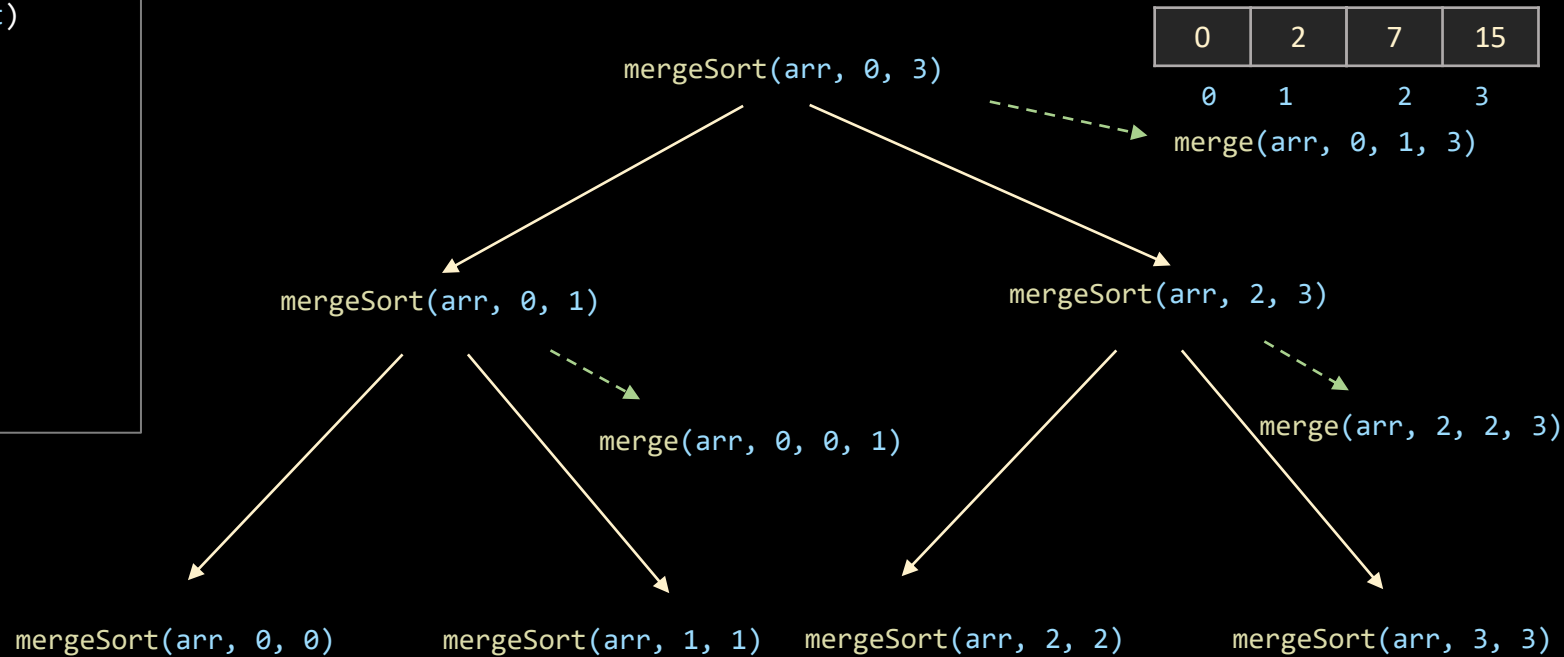 )
0 2 7 15
0 1 2 3
mergeSort(arr, 0, 3)
merge(arr, 0, 1, 3)
mergeSort(arr, 0, 1)
mergeSort(arr, 2, 3)
merge(arr, 0, 0, 1)
merge(arr, 2, 2, 3)
mergeSort(arr, 0, 0)
mergeSort(arr, 1, 1)
mergeSort(arr, 2, 2)
mergeSort(arr, 3, 3)